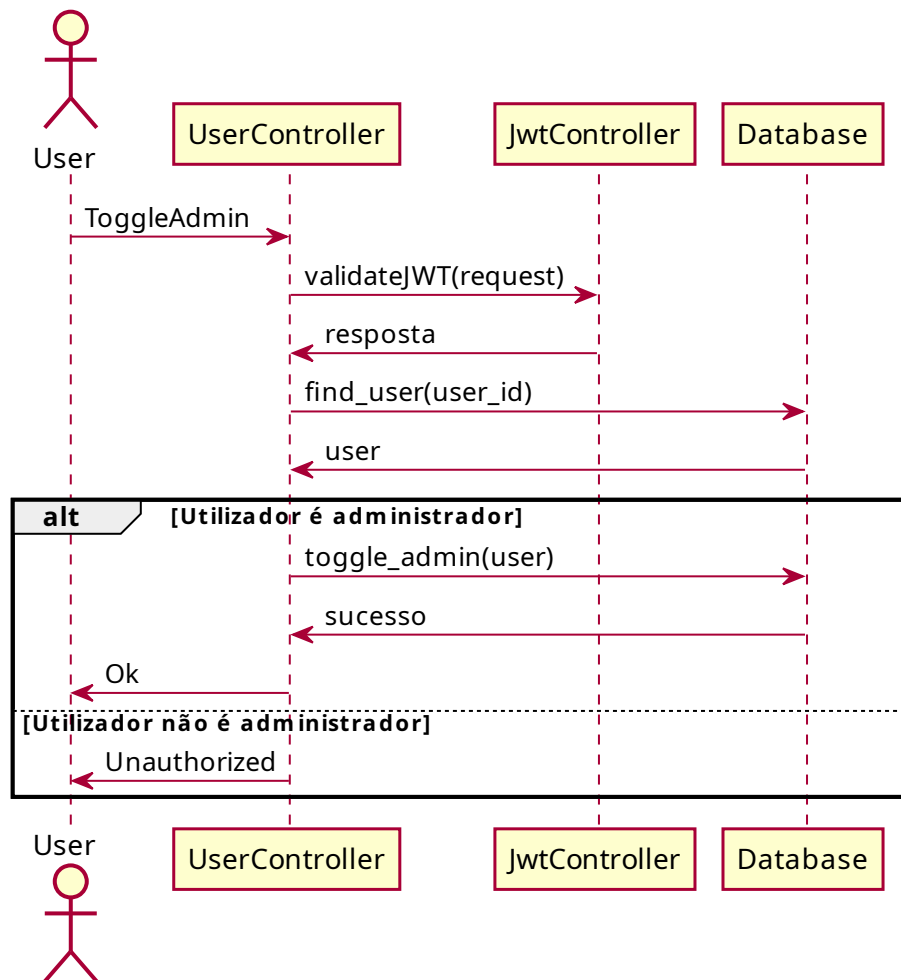 User
UserController
JwtController
Database
ToggleAdmin
validateJWT(request)
resposta
find_user(user_id)
user
alt [Utilizador é administrador]
toggle_admin(user)
sucesso
Ok
[Utilizador não é administrador]
Unauthorized
User
UserController
JwtController
Database